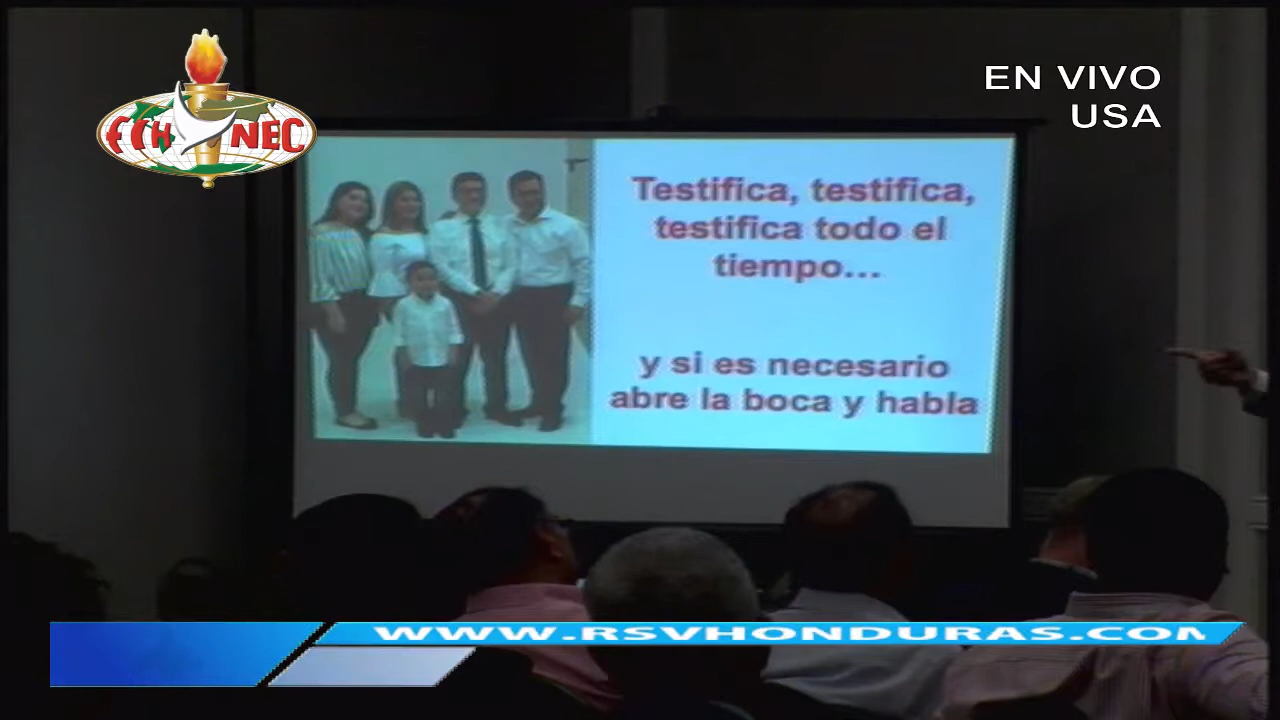 FIH NEC
EN VIVO
USA
Testifica, testifica,
testifica todo el
tiempo...
y si es necesario
abre la boca y habla
WWW.RSVHONDURAS.COM